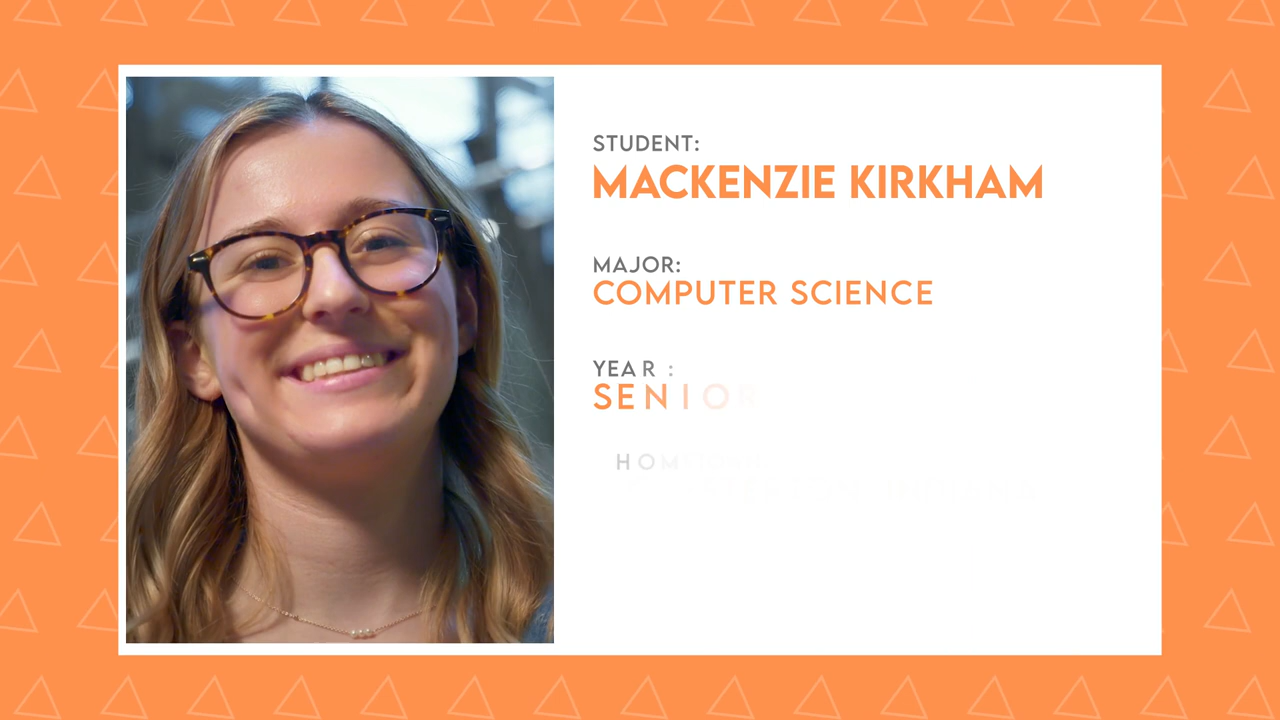 STUDENT:
MACKENZIE KIRKHAM
MAJOR:
COMPUTER SCIENCE
YEAR :
SENIOR